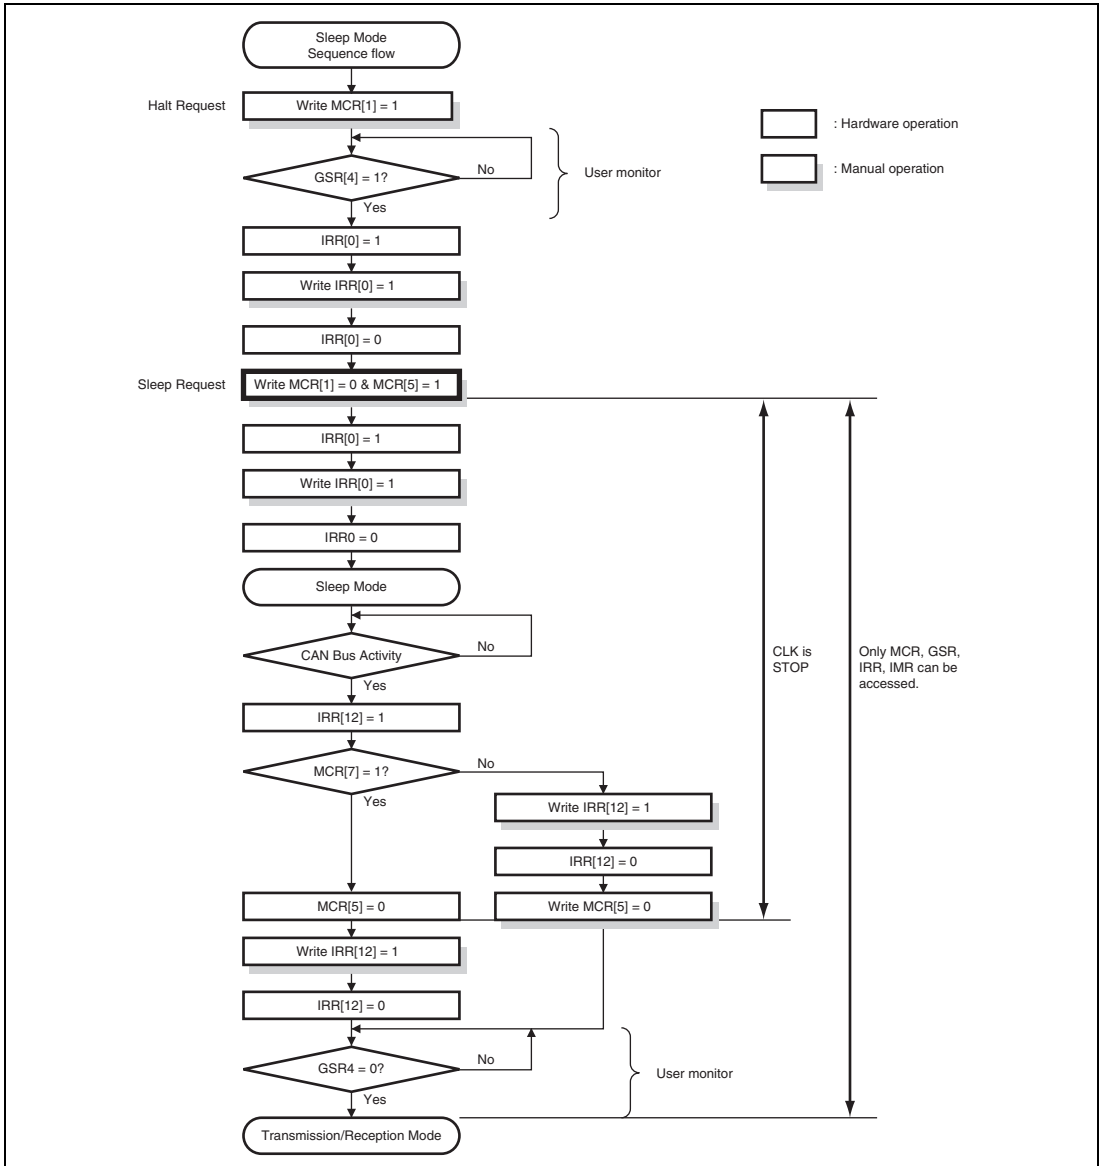 Sleep Mode
Sequence flow
Halt Request
Write MCR[1] = 1
: Hardware operation
GSR[4] = 1?
No
User monitor
: Manual operation
Yes
IRR[0] = 1
Write IRR[0] = 1
IRR[0] = 0
Sleep Request
Write MCR[1] = 0 & MCR[5] = 1
IRR[0] = 1
Write IRR[0] = 1
IRR0 = 0
Sleep Mode
CAN Bus Activity
No
Yes
CLK is
STOP
Only MCR, GSR,
IRR, IMR can be
accessed.
IRR[12] = 1
MCR[7] = 1?
No
Yes
Write IRR[12] = 1
IRR[12] = 0
MCR[5] = 0
Write MCR[5] = 0
Write IRR[12] = 1
IRR[12] = 0
GSR4 = 0?
No
User monitor
Yes
Transmission/Reception Mode